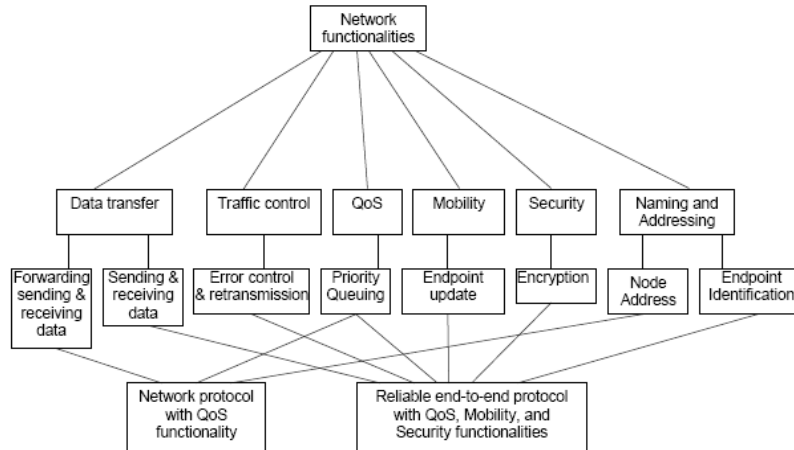 Network
functionalities
Data transfer
Traffic control
QoS
Mobility
Security
Naming and
Addressing
Forwarding
sending &
receiving
data
Sending &
receiving
data
Error control
& retransmission
Priority
Queuing
Endpoint
update
Encryption
Node
Address
Endpoint
Identification
Network protocol
with QoS
functionality
Reliable end-to-end protocol
with QoS, Mobility, and
Security functionalities